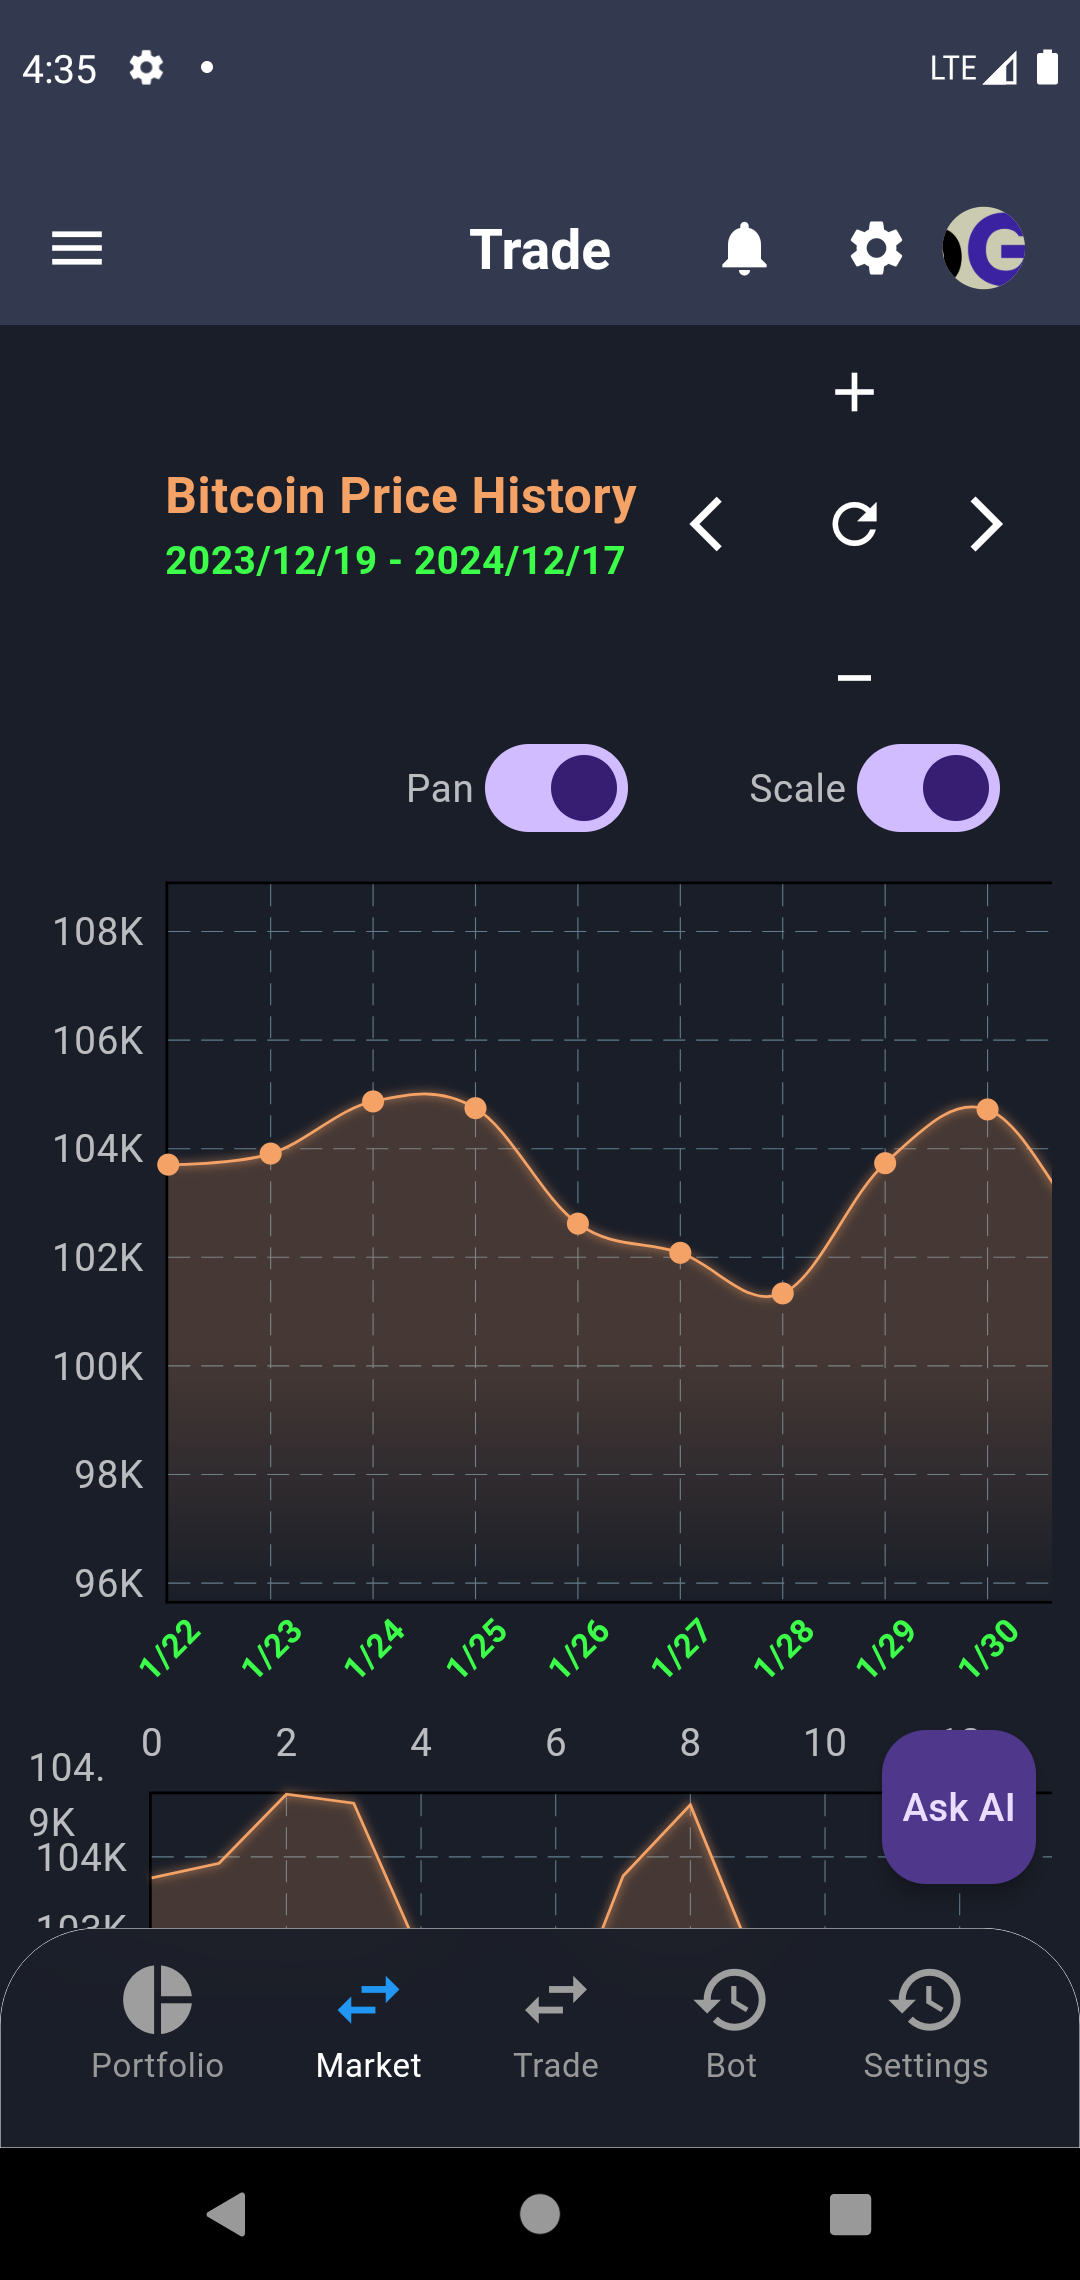 4:35 LTE
Trade
Bitcoin Price History
2023/12/19 - 2024/12/17
Pan
Scale
108K
106K
104K
102K
100K
98K
96K
1/22 1/23 1/24 1/25 1/26 1/27 1/28 1/29 1/30
0 2 4 6 8 10
104.
9K
104K
103K
Ask AI
Portfolio Market Trade Bot Settings